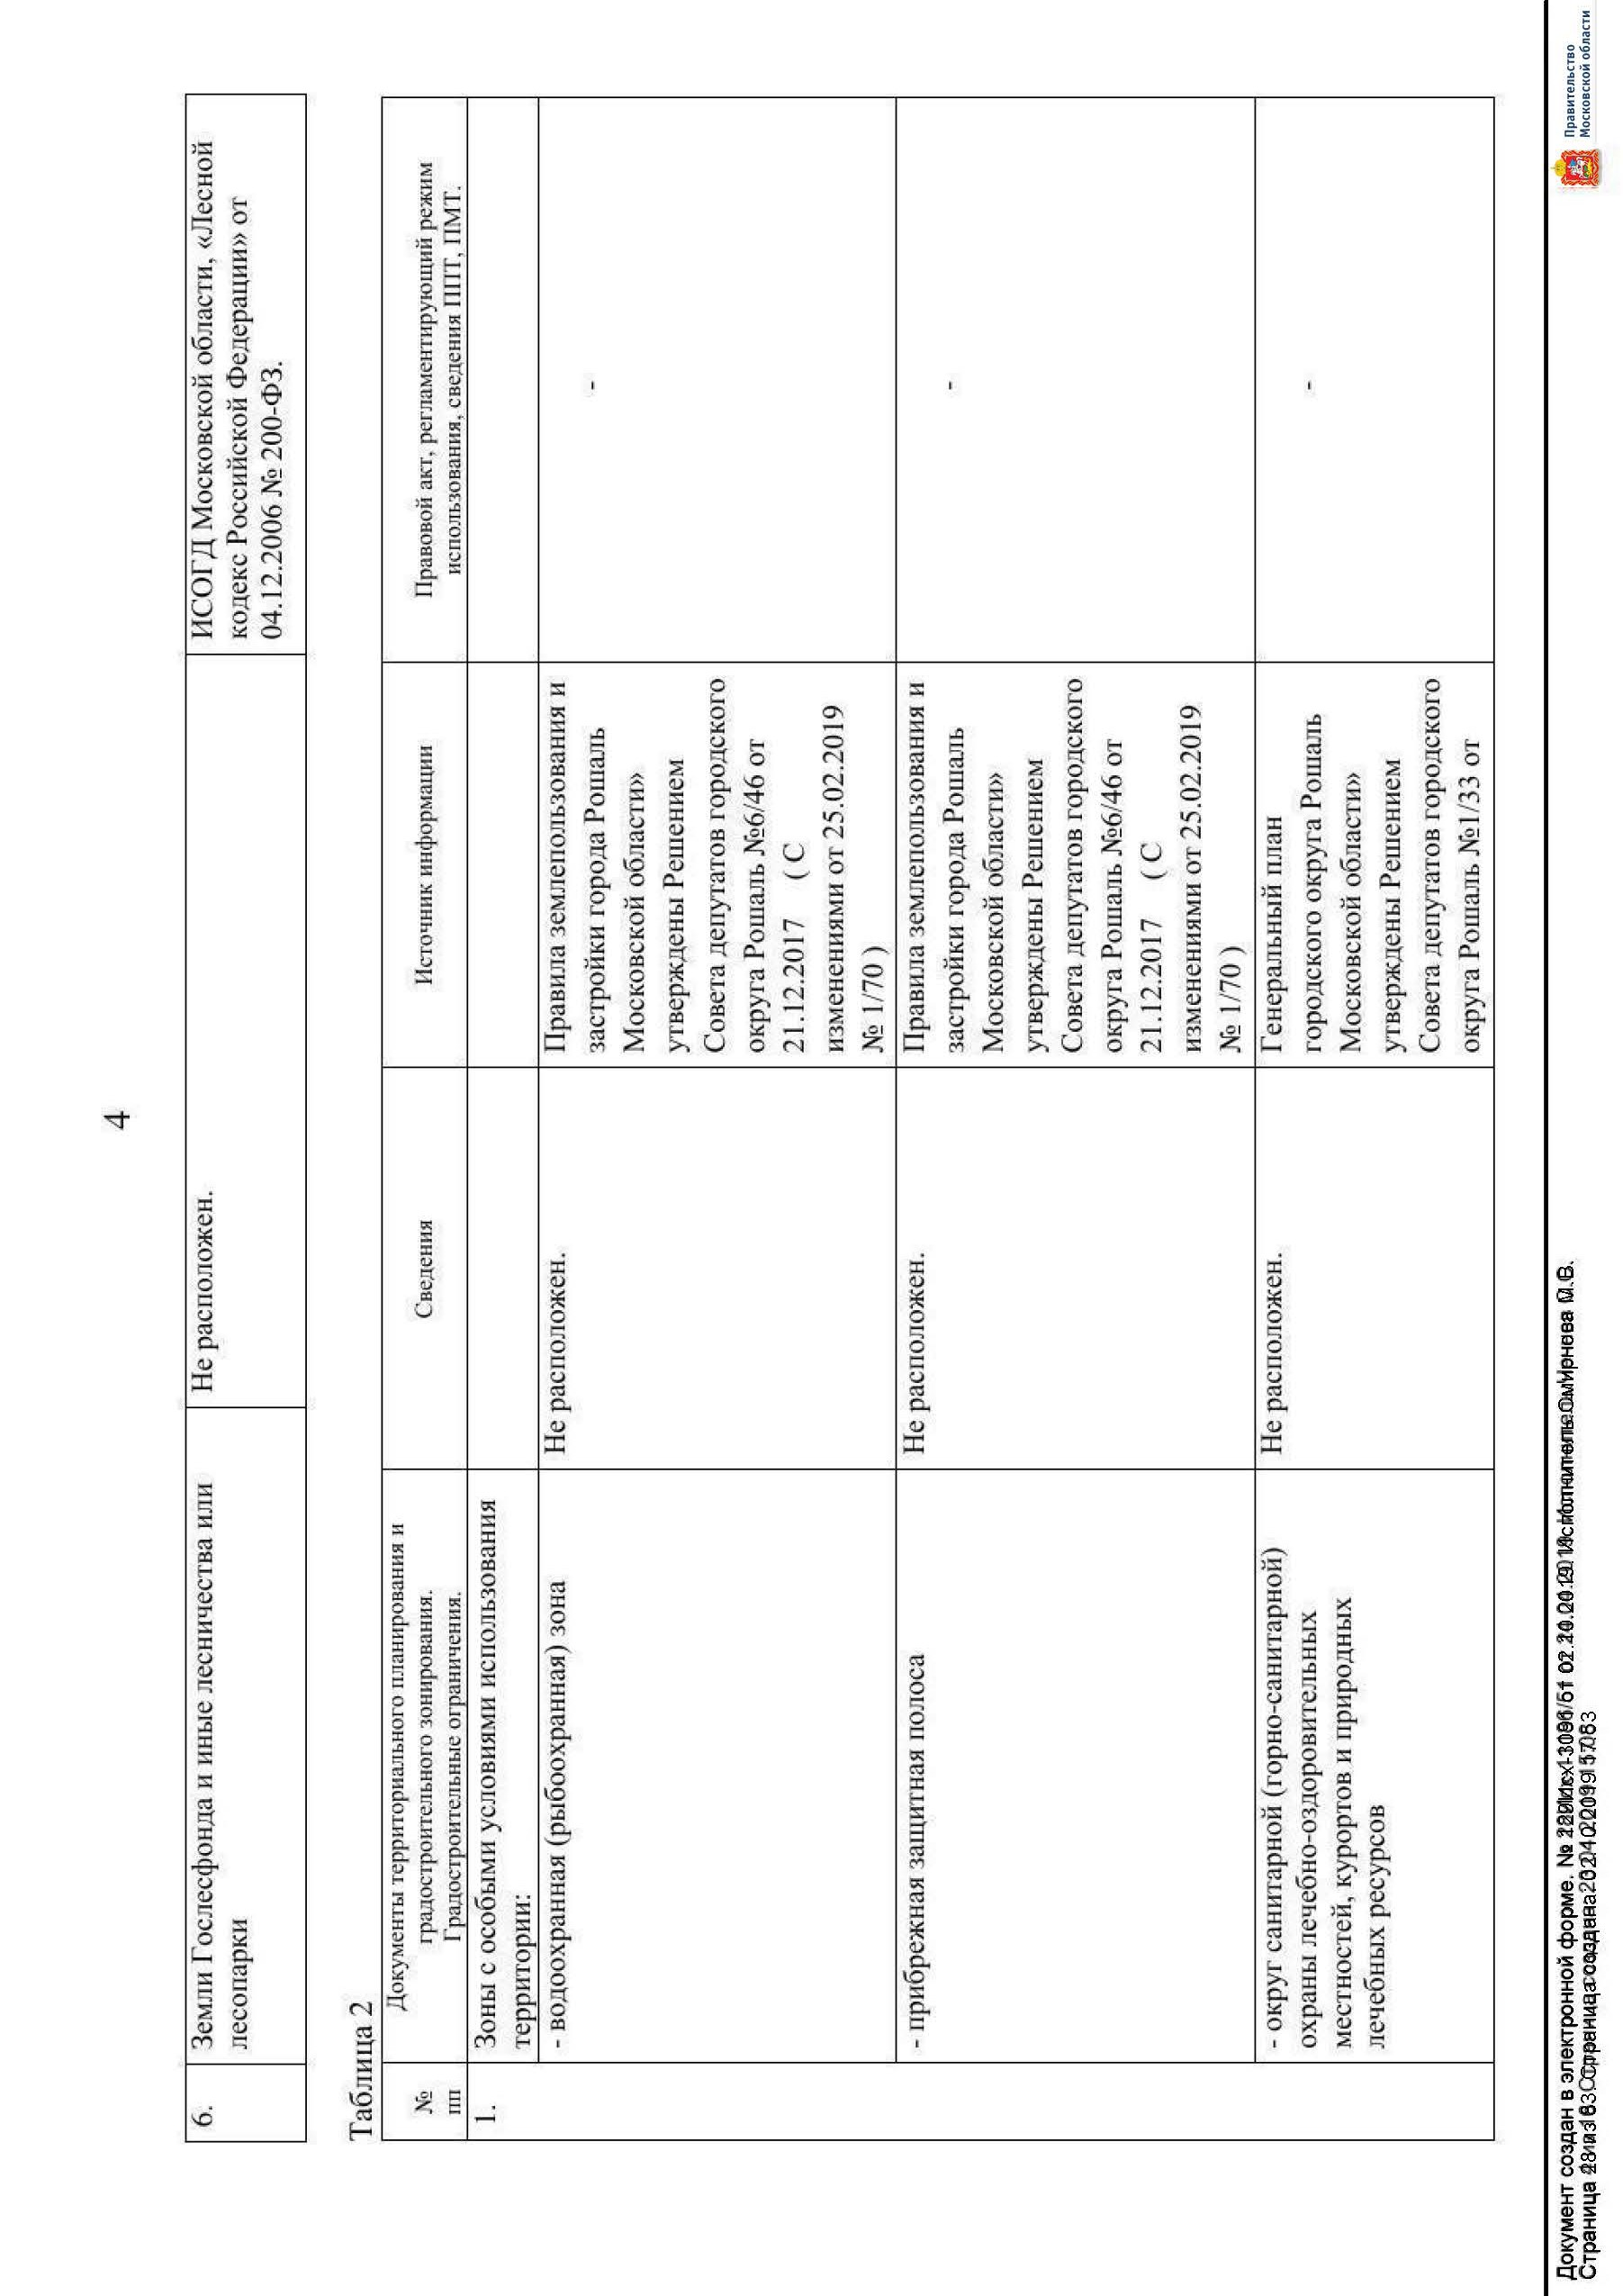 4
6.
Земли Гослесфонда и иные лесничества или
лесопарки
Не расположен.
ИСОГД Московской области, «Лесной
кодекс Российской Федерации» от
04.12.2006 № 200-ФЗ.
Таблица 2
№
пп
Документы территориального планирования и
градостроительного зонирования.
Градостроительные ограничения.
Сведения
Источник информации
Правовой акт, регламентирующий режим
использования, сведения ППТ, ПМТ.
1.
Зоны с особыми условиями использования
территории:
- водоохранная (рыбоохранная) зона
Не расположен.
Правила землепользования и
застройки города Рошаль
Московской области»
утверждены Решением
Совета депутатов городского
округа Рошаль №6/46 от
21.12.2017 ( С
изменениями от 25.02.2019
№ 1/70 )
-
- прибрежная защитная полоса
Не расположен.
Правила землепользования и
застройки города Рошаль
Московской области»
утверждены Решением
Совета депутатов городского
округа Рошаль №6/46 от
21.12.2017 ( С
изменениями от 25.02.2019
№ 1/70 )
-
- округ санитарной (горно-санитарной)
охраны лечебно-оздоровительных
местностей, курортов и природных
лечебных ресурсов
Не расположен.
Генеральный план
городского округа Рошаль
Московской области»
утверждены Решением
Совета депутатов городского
округа Рошаль №1/33 от
-
Документ создан в электронной форме. №
Страница
Правительство
Московской области